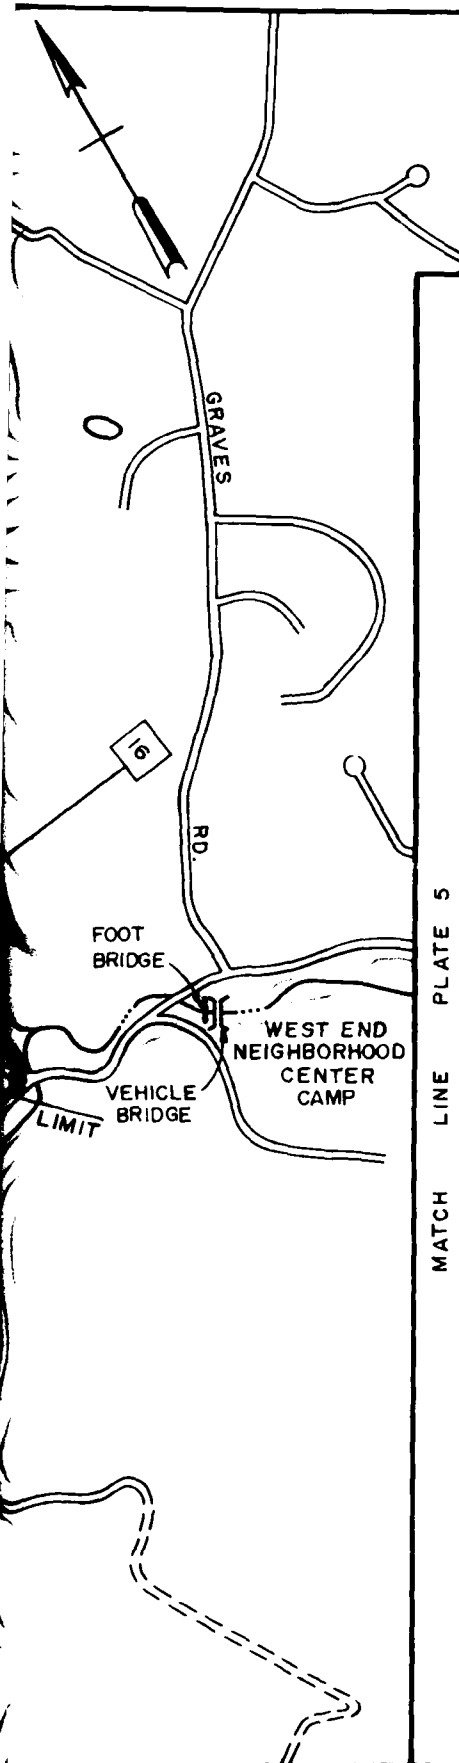 GRAVES
16
RD.
FOOT
BRIDGE
WEST END
NEIGHBORHOOD
CENTER
CAMP
VEHICLE
BRIDGE
LIMIT
MATCH LINE PLATE 5